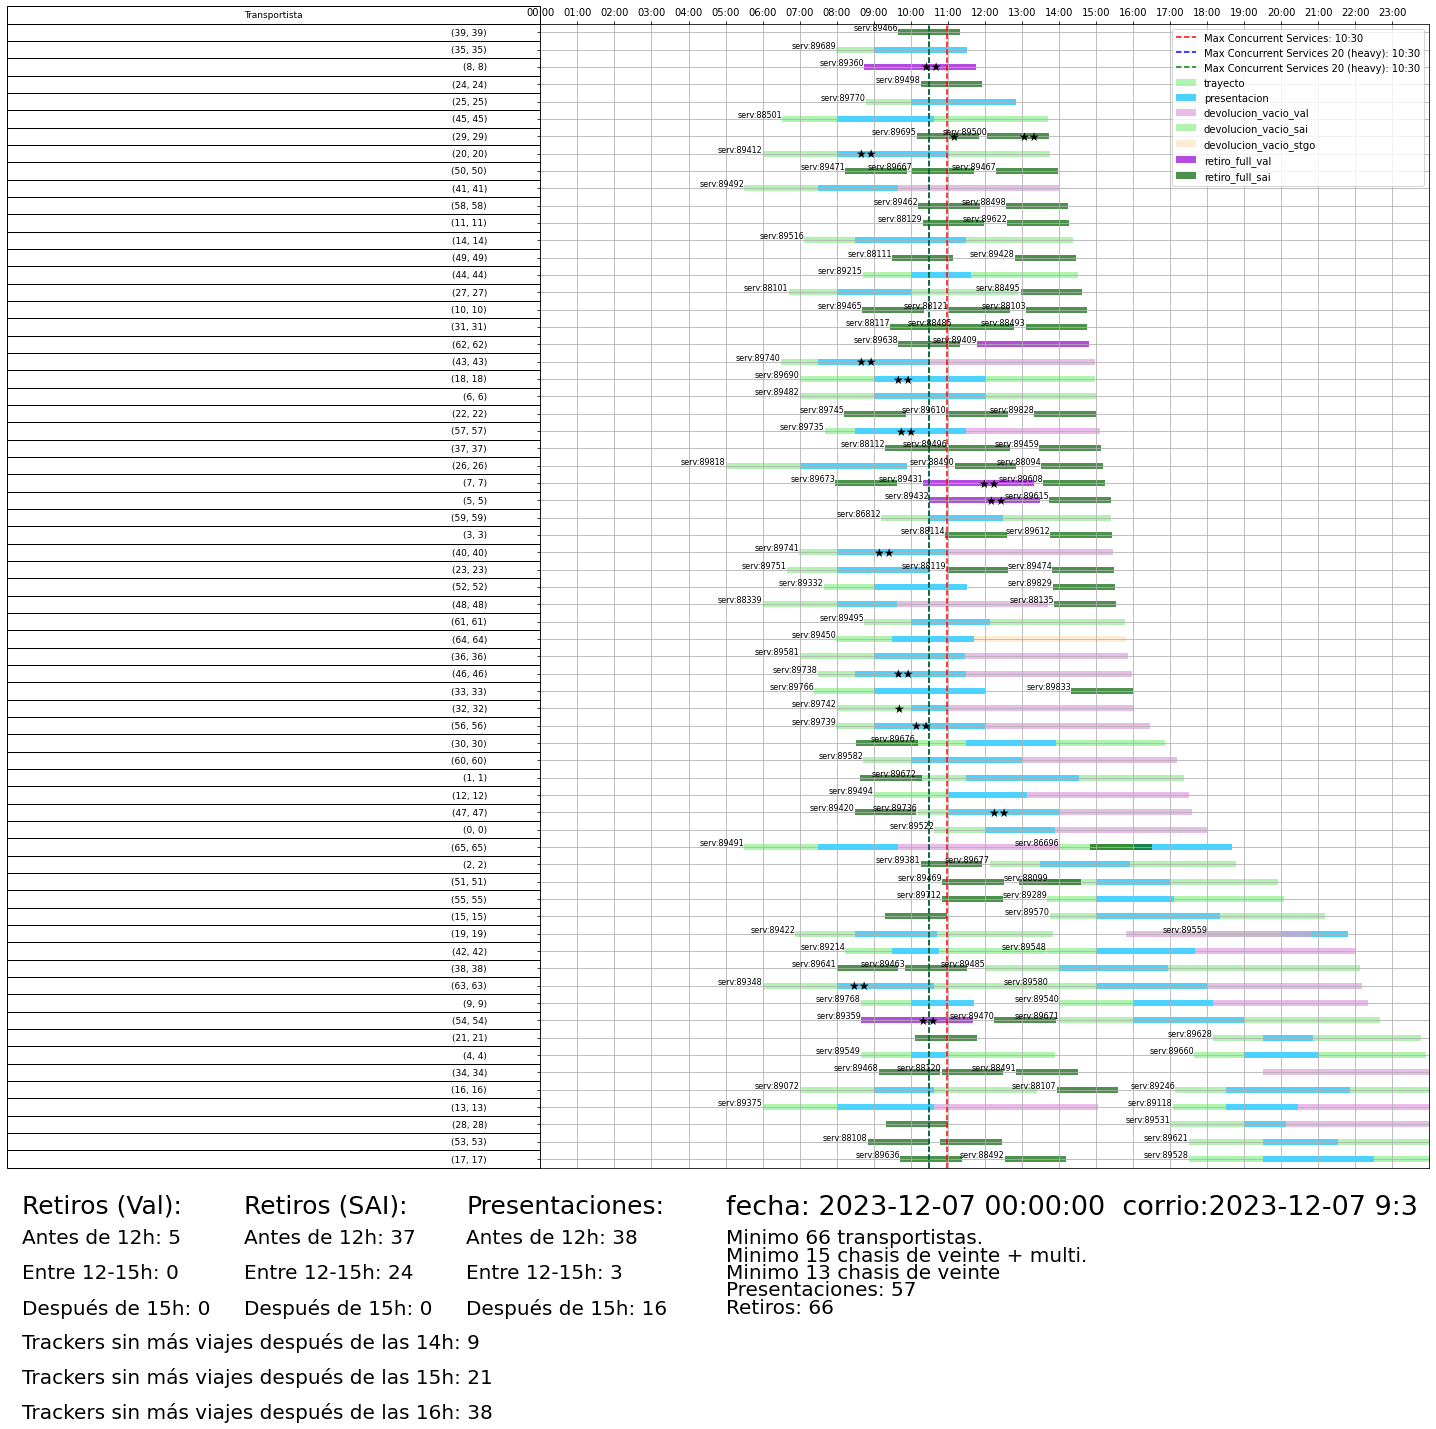 Transportista
00:00 01:00 02:00 03:00 04:00 05:00 06:00 07:00 08:00 09:00 10:00 11:00 12:00 13:00 14:00 15:00 16:00 17:00 18:00 19:00 20:00 21:00 22:00 23:00
Max Concurrent Services: 10:30
Max Concurrent Services 20 (heavy): 10:30
Max Concurrent Services 20 (heavy): 10:30
trayecto
presentacion
devolucion_vacio_val
devolucion_vacio_sai
devolucion_vacio_stgo
retiro_full_val
retiro_full_sai
(39, 39) serv:89466
(35, 35) serv:89689
(8, 8) serv:89360
(24, 24) serv:89498
(25, 25) serv:89770
(45, 45) serv:88501
(29, 29) serv:89695 serv:89500
(20, 20) serv:89412
(50, 50) serv:89471 serv:89667 serv:89467
(41, 41) serv:89492
(58, 58) serv:89462 serv:88498
(11, 11) serv:88129 serv:89622
(14, 14) serv:89516
(49, 49) serv:88111 serv:89428
(44, 44) serv:89215
(27, 27) serv:88101 serv:88495
(10, 10) serv:89465 serv:88121 serv:88103
(31, 31) serv:88117 serv:88485 serv:88493
(62, 62) serv:89638 serv:89409
(43, 43) serv:89740
(18, 18) serv:89690
(6, 6) serv:89482
(22, 22) serv:89745 serv:89610 serv:89828
(57, 57) serv:89735
(37, 37) serv:88112 serv:89496 serv:89459
(26, 26) serv:89818 serv:88490 serv:88094
(7, 7) serv:89673 serv:89431 serv:89608
(5, 5) serv:89432 serv:89615
(59, 59) serv:86812
(3, 3) serv:88114 serv:89612
(40, 40) serv:89741
(23, 23) serv:89751 serv:88119 serv:89474
(52, 52) serv:89332 serv:89829
(48, 48) serv:88339 serv:88135
(61, 61) serv:89495
(64, 64) serv:89450
(36, 36) serv:89581
(46, 46) serv:89738
(33, 33) serv:89766 serv:89833
(32, 32) serv:89742
(56, 56) serv:89739
(30, 30) serv:89676
(60, 60) serv:89582
(1, 1) serv:89672
(12, 12) serv:89494
(47, 47) serv:89420 serv:89736
(0, 0) serv:89522
(65, 65) serv:89491 serv:86696
(2, 2) serv:89381 serv:89677
(51, 51) serv:89469 serv:88099
(55, 55) serv:89712 serv:89289
(15, 15) serv:89570
(19, 19) serv:89422 serv:89559
(42, 42) serv:89214 serv:89548
(38, 38) serv:89641 serv:89463 serv:89485
(63, 63) serv:89348 serv:89580
(9, 9) serv:89768 serv:89540
(54, 54) serv:89359 serv:89470 serv:89671
(21, 21) serv:89628
(4, 4) serv:89549 serv:89660
(34, 34) serv:89468 serv:88120 serv:88491
(16, 16) serv:89072 serv:88107 serv:89246
(13, 13) serv:89375 serv:89118
(28, 28) serv:89531
(53, 53) serv:88108 serv:89621
(17, 17) serv:89636 serv:88492 serv:89528
Retiros (Val): Retiros (SAI): Presentaciones: fecha: 2023-12-07 00:00:00 corrio:2023-12-07 9:3
Antes de 12h: 5 Antes de 12h: 37 Antes de 12h: 38
Entre 12-15h: 0 Entre 12-15h: 24 Entre 12-15h: 3
Después de 15h: 0 Después de 15h: 0 Después de 15h: 16
Minimo 66 transportistas.
Minimo 15 chasis de veinte + multi.
Minimo 13 chasis de veinte
Presentaciones: 57
Retiros: 66
Trackers sin más viajes después de las 14h: 9
Trackers sin más viajes después de las 15h: 21
Trackers sin más viajes después de las 16h: 38